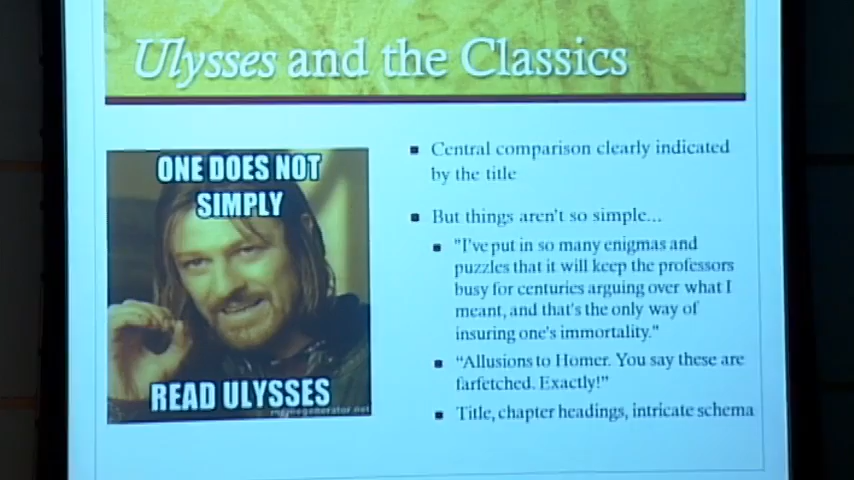 Ulysses and the Classics
ONE DOES NOT
SIMPLY
READ ULYSSES
mememegenerator.net
▪ Central comparison clearly indicated
by the title
▪ But things aren't so simple...
▪ "I've put in so many enigmas and
puzzles that it will keep the professors
busy for centuries arguing over what I
meant, and that's the only way of
insuring one's immortality."
▪ "Allusions to Homer. You say these are
farfetched. Exactly!"
▪ Title, chapter headings, intricate schema